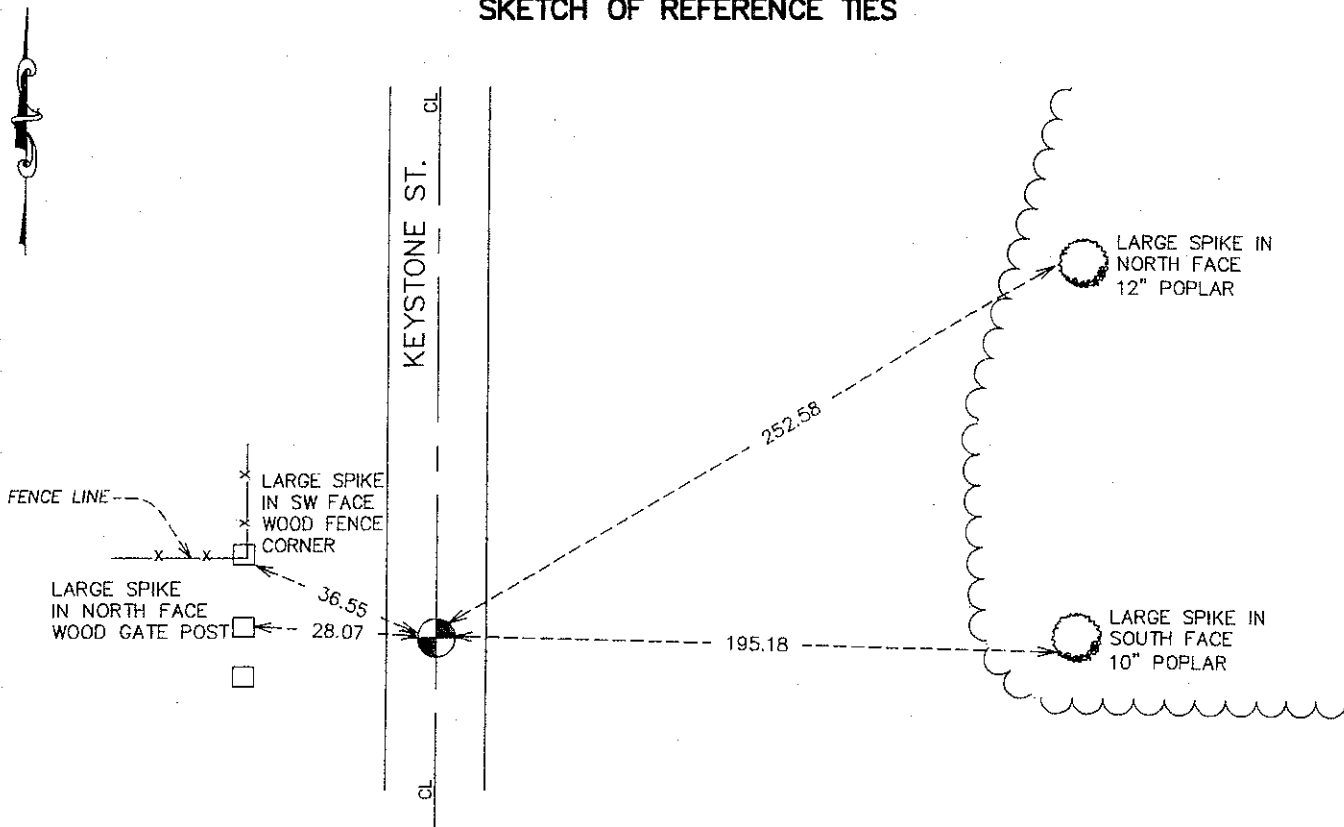 SKETCH OF REFERENCE TIES
CL
KEYSTONE ST.
LARGE SPIKE IN
NORTH FACE
12" POPLAR
252.58
FENCE LINE
LARGE SPIKE
IN SW FACE
WOOD FENCE
CORNER
LARGE SPIKE
IN NORTH FACE
WOOD GATE POST
36.55
28.07
195.18
LARGE SPIKE IN
SOUTH FACE
10" POPLAR
CL